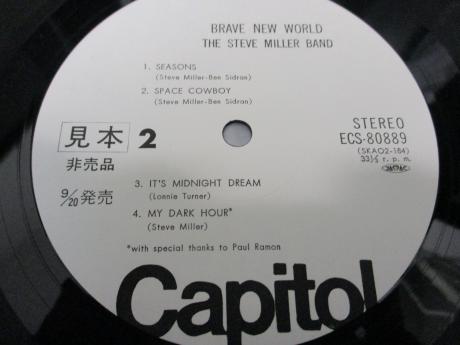 BRAVE NEW WORLD
THE STEVE MILLER BAND
1. SEASONS
(Steve Miller-Ben Sidran)
2. SPACE COWBOY
(Steve Miller-Ben Sidran)
見本 2
非売品
9/20発売
STEREO
ECS-80889
(SKAO2-184)
33⅓ r. p. m.
3. IT'S MIDNIGHT DREAM
(Lonnie Turner)
4. MY DARK HOUR*
(Steve Miller)
*with special thanks to Paul Ramon
Capitol